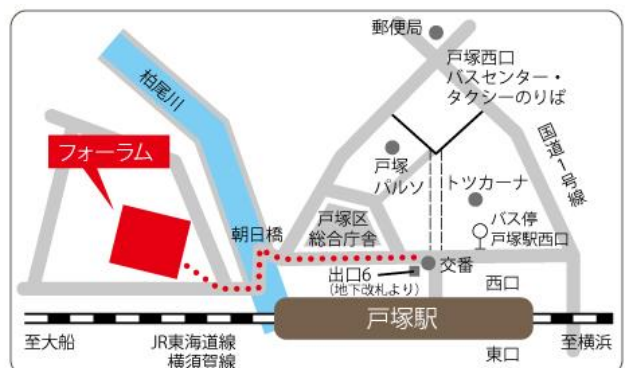 郵便局
戸塚西口
バスセンター・
タクシーのりば
柏尾川
国道1号線
フォーラム
戸塚
パルソ
トツカーナ
戸塚区
総合庁舎
バス停
戸塚駅西口
朝日橋
交番
出口6
(地下改札より)
西口
戸塚駅
至大船
JR東海道線
横須賀線
至横浜
東口